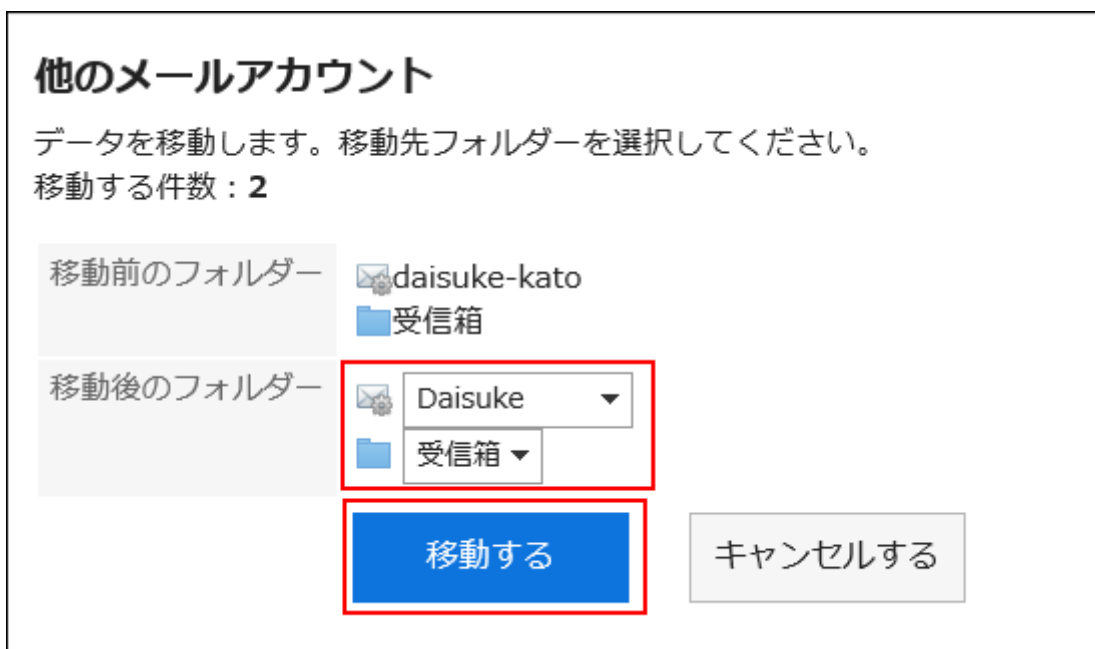 他のメールアカウント
データを移動します。移動先フォルダーを選択してください。
移動する件数：2
移動前のフォルダー
daisuke-kato
受信箱
移動後のフォルダー
Daisuke
受信箱
移動する
キャンセルする